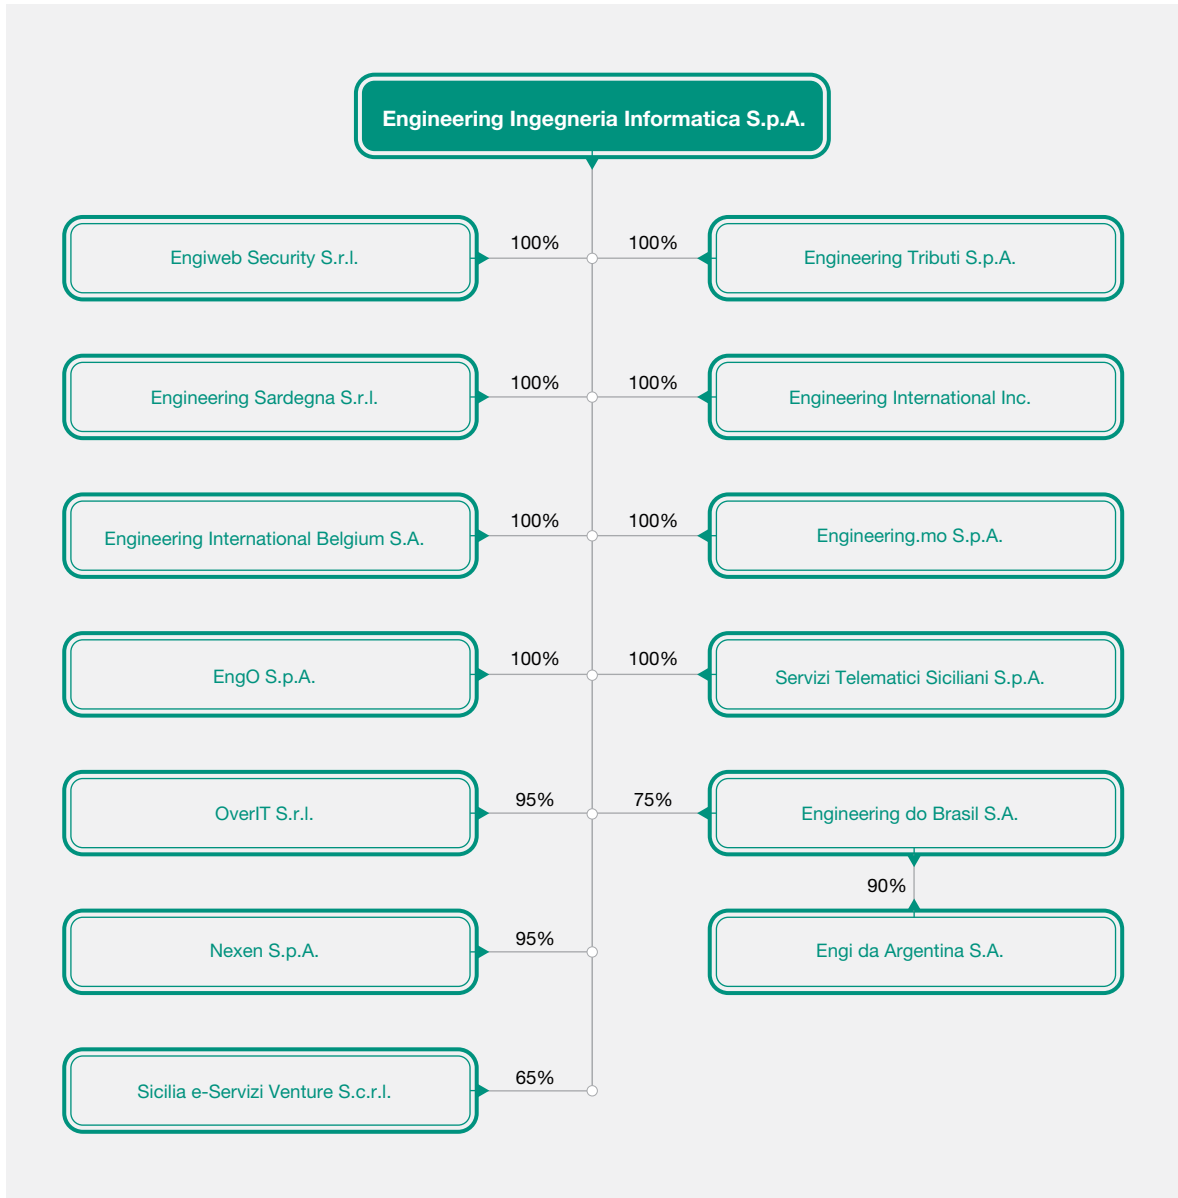 Engineering Ingegneria Informatica S.p.A.
Engiweb Security S.r.l.
100%
100%
Engineering Tributi S.p.A.
Engineering Sardegna S.r.l.
100%
100%
Engineering International Inc.
Engineering International Belgium S.A.
100%
100%
Engineering.mo S.p.A.
EngO S.p.A.
100%
100%
Servizi Telematici Siciliani S.p.A.
OverIT S.r.l.
95%
75%
Engineering do Brasil S.A.
90%
Nexen S.p.A.
95%
Engi da Argentina S.A.
Sicilia e-Servizi Venture S.c.r.l.
65%